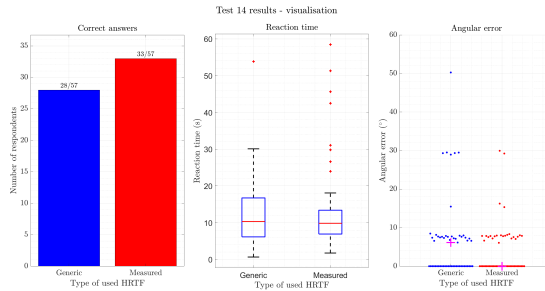 Test 14 results - visualisation
Correct answers
Number of respondents
35
30
25
20
15
10
5
0
28/57
33/57
Generic
Measured
Type of used HRTF
Reaction time
Reaction time (s)
60
50
40
30
20
10
0
Generic
Measured
Type of used HRTF
Angular error
Angular error (°)
60
50
40
30
20
10
0
Generic
Measured
Type of used HRTF